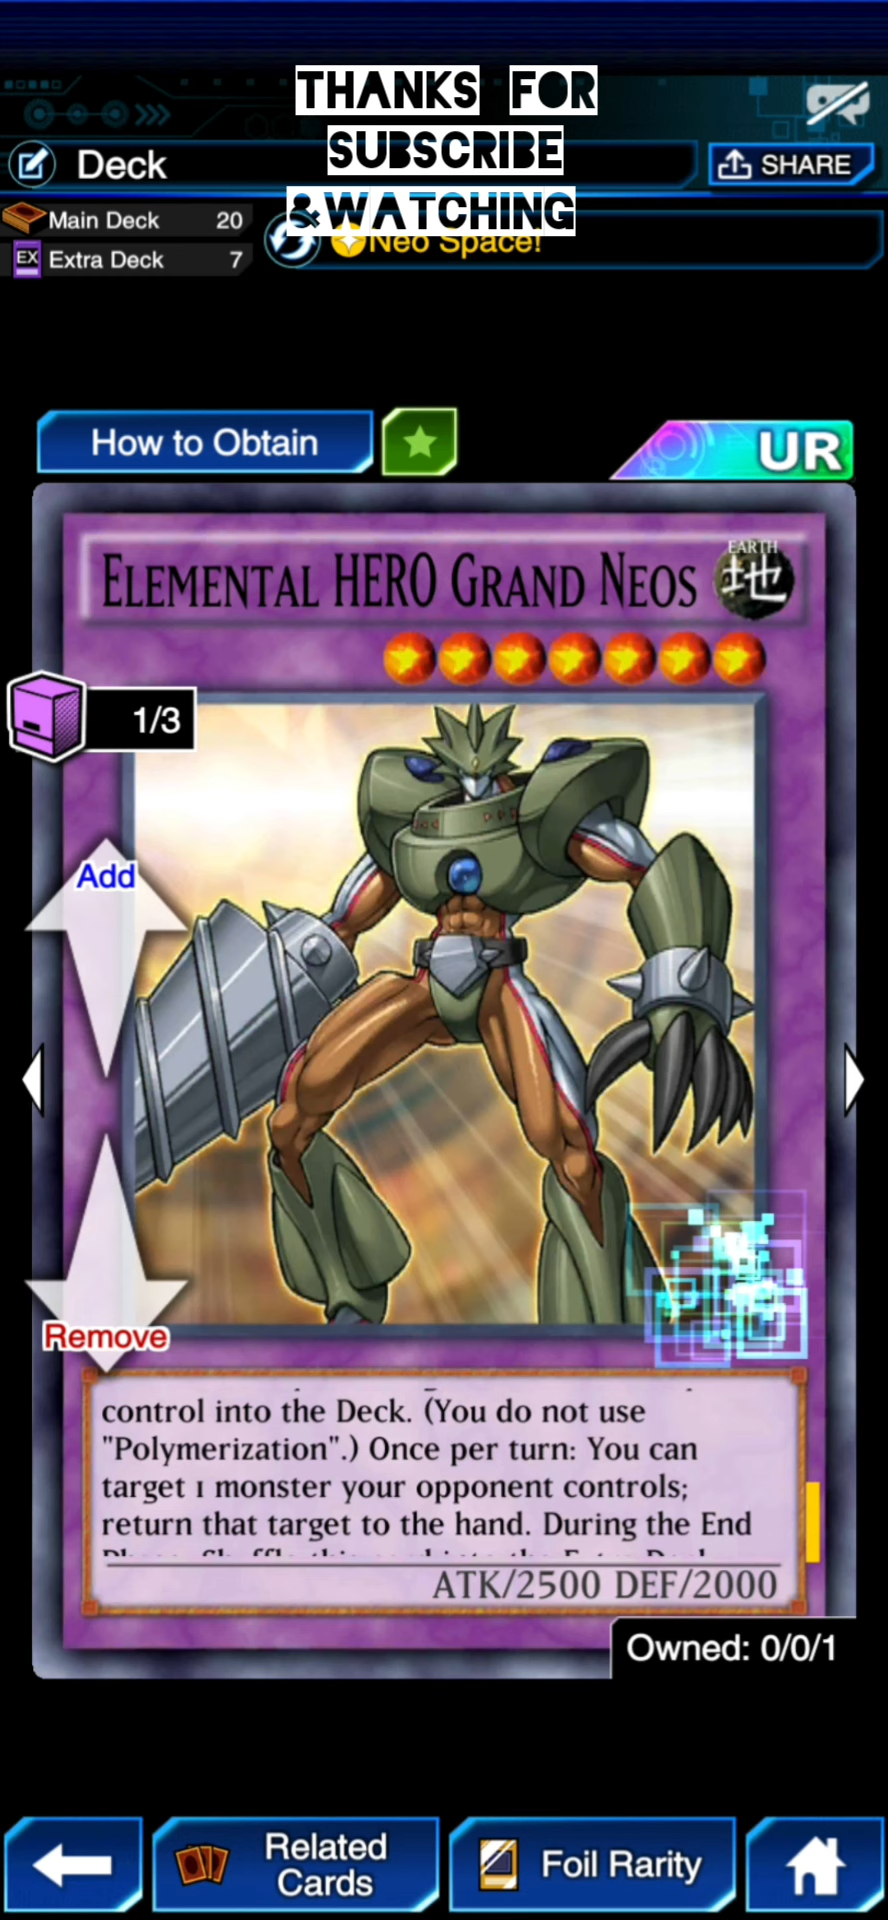 THANKS FOR
SUBSCRIBE
&WATCHING
Deck
SHARE
Main Deck 20
EX Extra Deck 7
Neo Space!
How to Obtain
UR
ELEMENTAL HERO GRAND NEOS
EARTH
地
1/3
Add
Remove
control into the Deck. (You do not use
"Polymerization".) Once per turn: You can
target 1 monster your opponent controls;
return that target to the hand. During the End
ATK/2500 DEF/2000
Owned: 0/0/1
Related
Cards
Foil Rarity